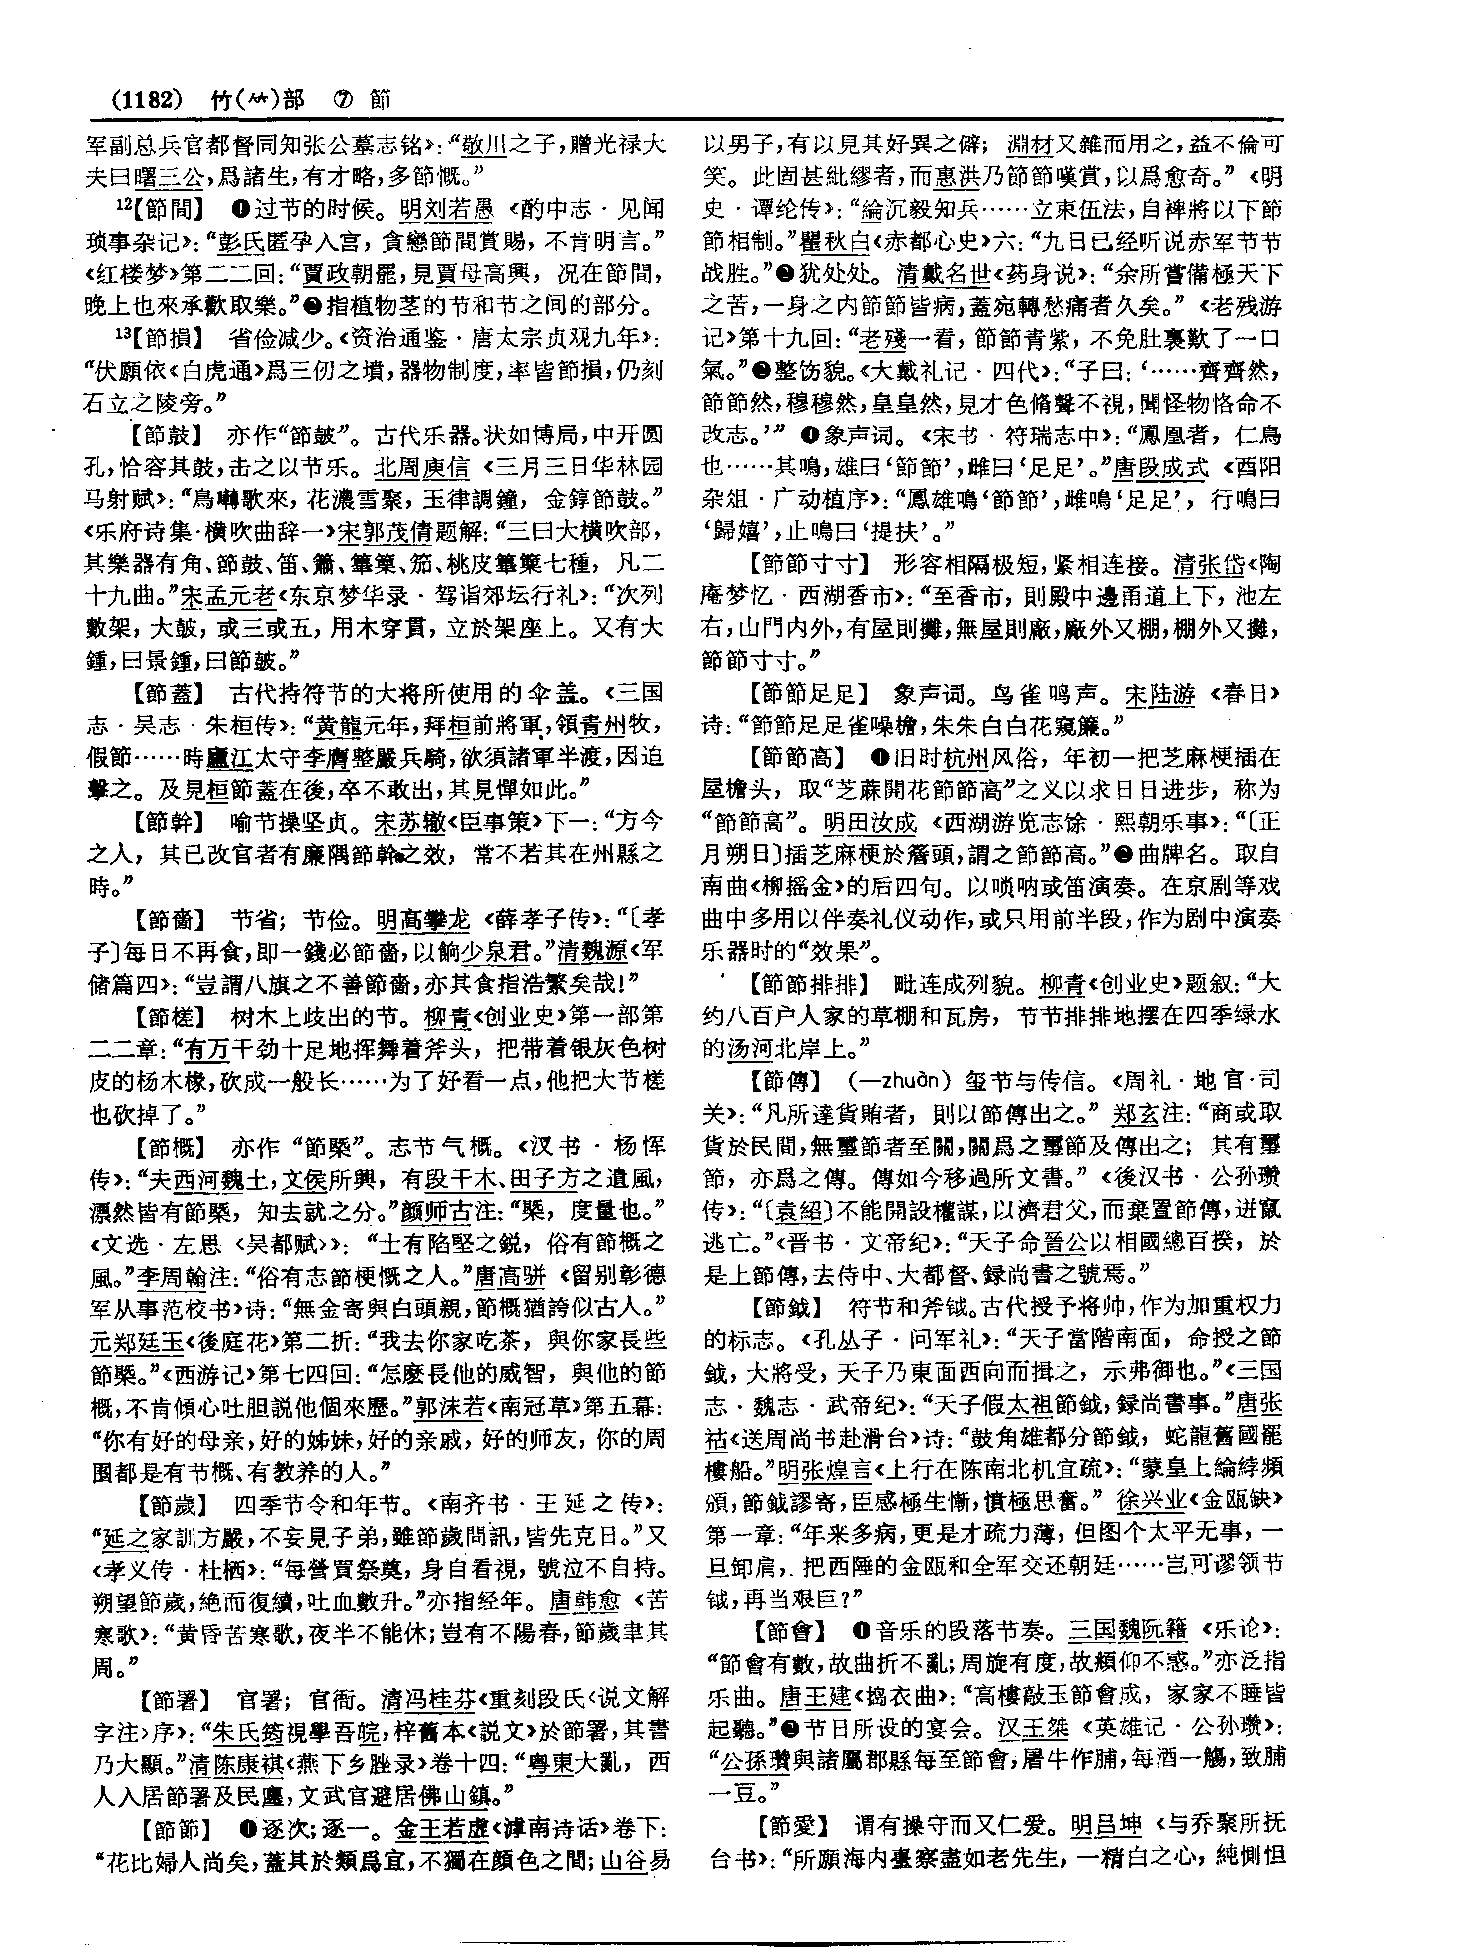 (1182)　竹(⺮)部　⑦　節
军副总兵官都督同知张公墓志铭》：“敬川之子，贈光禄大
夫曰曙三公，爲諸生，有才略，多節慨。”
12【節間】　❶过节的时候。明刘若愚《酌中志·见闻
琐事杂记》：“彭氏匿孕入宫，貪戀節間賞賜，不肯明言。”
《红楼梦》第二二回：“賈政朝罷，見賈母高興，况在節間，
晚上也來承歡取樂。”❷指植物茎的节和节之间的部分。
13【節損】　省俭减少。《资治通鉴·唐太宗贞观九年》：
“伏願依《白虎通》爲三仞之墳，器物制度，率皆節損，仍刻
石立之陵旁。”
【節鼓】　亦作“節皷”。古代乐器。状如博局，中开圆
孔，恰容其鼓，击之以节乐。北周庾信《三月三日华林园
马射赋》：“鳥囀歌來，花濃雪聚，玉律調鐘，金錞節鼓。”
《乐府诗集·横吹曲辞一》宋郭茂倩题解：“三曰大横吹部，
其樂器有角、節鼓、笛、簫、篳篥、笳、桃皮篳篥七種，凡二
十九曲。”宋孟元老《东京梦华录·驾诣郊坛行礼》：“次列
數架，大皷，或三或五，用木穿貫，立於架座上。又有大
鍾，曰景鍾，曰節皷。”
【節蓋】　古代持符节的大将所使用的伞盖。《三国
志·吴志·朱桓传》：“黄龍元年，拜桓前將軍，領青州牧，
假節……時廬江太守李膺整嚴兵騎，欲須諸軍半渡，因迫
擊之。及見桓節蓋在後，卒不敢出，其見憚如此。”
【節幹】　喻节操坚贞。宋苏辙《臣事策》下一：“方今
之人，其已改官者有廉隅節幹之效，常不若其在州縣之
時。”
【節嗇】　节省；节俭。明高攀龙《薛孝子传》：“〔孝
子〕每日不再食，即一錢必節嗇，以餉少泉君。”清魏源《军
储篇四》：“豈謂八旗之不善節嗇，亦其食指浩繁矣哉！”
【節槎】　树木上歧出的节。柳青《创业史》第一部第
二二章：“有万干劲十足地挥舞着斧头，把带着银灰色树
皮的杨木椽，砍成一般长……为了好看一点，他把大节槎
也砍掉了。”
【節概】　亦作“節槩”。志节气概。《汉书·杨恽
传》：“夫西河魏土，文侯所興，有段干木、田子方之遺風，
漂然皆有節槩，知去就之分。”颜师古注：“槩，度量也。”
《文选·左思〈吴都赋〉》：“士有陷堅之鋭，俗有節概之
風。”李周翰注：“俗有志節梗慨之人。”唐高骈《留别彰德
军从事范校书》诗：“無金寄與白頭親，節概猶誇似古人。”
元郑廷玉《後庭花》第二折：“我去你家吃茶，與你家長些
節槩。”《西游记》第七四回：“怎麽長他的威智，與他的節
概，不肯傾心吐胆説他個來歷。”郭沫若《南冠草》第五幕：
“你有好的母亲，好的姊妹，好的亲戚，好的师友，你的周
围都是有节概、有教养的人。”
【節歲】　四季节令和年节。《南齐书·王延之传》：
“延之家訓方嚴，不妄見子弟，雖節歲問訊，皆先克日。”又
《孝义传·杜栖》：“每營買祭奠，身自看視，號泣不自持。
朔望節歲，絶而復續，吐血數升。”亦指经年。唐韩愈《苦
寒歌》：“黄昏苦寒歌，夜半不能休；豈有不陽春，節歲聿其
周。”
【節署】　官署；官衙。清冯桂芬《重刻段氏〈说文解
字注〉序》：“朱氏筠視學吾皖，梓舊本《説文》於節署，其書
乃大顯。”清陈康祺《燕下乡脞录》卷十四：“粤東大亂，西
人入居節署及民廛，文武官避居佛山鎮。”
【節節】　❶逐次；逐一。金王若虚《滹南诗话》卷下：
“花比婦人尚矣，蓋其於類爲宜，不獨在顔色之間；山谷易
以男子，有以見其好異之僻；淵材又雜而用之，益不倫可
笑。此固甚紕繆者，而惠洪乃節節嘆賞，以爲愈奇。”《明
史·谭纶传》：“綸沉毅知兵……立束伍法，自裨將以下節
節相制。”瞿秋白《赤都心史》六：“九日已经听说赤军节节
战胜。”❷犹处处。清戴名世《药身说》：“余所嘗備極天下
之苦，一身之内節節皆病，蓋宛轉愁痛者久矣。”《老残游
记》第十九回：“老殘一看，節節青紫，不免肚裏歎了一口
氣。”❸整饬貌。《大戴礼记·四代》：“子曰：‘……齊齊然，
節節然，穆穆然，皇皇然，見才色脩聲不視，聞怪物恪命不
改志。’”❹象声词。《宋书·符瑞志中》：“鳳凰者，仁鳥
也……其鳴，雄曰‘節節’，雌曰‘足足’。”唐段成式《酉阳
杂俎·广动植序》：“鳳雄鳴‘節節’，雌鳴‘足足’，行鳴曰
‘歸嬉’，止鳴曰‘提扶’。”
【節節寸寸】　形容相隔极短，紧相连接。清张岱《陶
庵梦忆·西湖香市》：“至香市，則殿中邊甬道上下，池左
右，山門内外，有屋則攤，無屋則廠，廠外又棚，棚外又攤，
節節寸寸。”
【節節足足】　象声词。鸟雀鸣声。宋陆游《春日》
诗：“節節足足雀噪檐，朱朱白白花窺簾。”
【節節高】　❶旧时杭州风俗，年初一把芝麻梗插在
屋檐头，取“芝蔴開花節節高”之义以求日日进步，称为
“節節高”。明田汝成《西湖游览志馀·熙朝乐事》：“〔正
月朔日〕插芝麻梗於簷頭，謂之節節高。”❷曲牌名。取自
南曲《柳摇金》的后四句。以唢呐或笛演奏。在京剧等戏
曲中多用以伴奏礼仪动作，或只用前半段，作为剧中演奏
乐器时的“效果”。
【節節排排】　毗连成列貌。柳青《创业史》题叙：“大
约八百户人家的草棚和瓦房，节节排排地摆在四季绿水
的汤河北岸上。”
【節傳】　（—zhuàn）玺节与传信。《周礼·地官·司
关》：“凡所達貨賄者，則以節傳出之。”郑玄注：“商或取
貨於民間，無璽節者至關，關爲之璽節及傳出之；其有璽
節，亦爲之傳。傳如今移過所文書。”《後汉书·公孙瓒
传》：“〔袁紹〕不能開設權謀，以濟君父，而棄置節傳，迸竄
逃亡。”《晋书·文帝纪》：“天子命晉公以相國總百揆，於
是上節傳，去侍中、大都督、録尚書之號焉。”
【節鉞】　符节和斧钺。古代授予将帅，作为加重权力
的标志。《孔丛子·问军礼》：“天子當階南面，命授之節
鉞，大將受，天子乃東面西向而揖之，示弗御也。”《三国
志·魏志·武帝纪》：“天子假太祖節鉞，録尚書事。”唐张
祜《送周尚书赴滑台》诗：“鼓角雄都分節鉞，蛇龍舊國罷
樓船。”明张煌言《上行在陈南北机宜疏》：“蒙皇上綸綍頻
頒，節鉞謬寄，臣感極生慚，憤極思奮。”徐兴业《金瓯缺》
第一章：“年来多病，更是才疏力薄，但图个太平无事，一
旦卸肩，把西陲的金瓯和全军交还朝廷……岂可谬领节
钺，再当艰巨？”
【節會】　❶音乐的段落节奏。三国魏阮籍《乐论》：
“節會有數，故曲折不亂；周旋有度，故頫仰不惑。”亦泛指
乐曲。唐王建《捣衣曲》：“高樓敲玉節會成，家家不睡皆
起聽。”❷节日所设的宴会。汉王粲《英雄记·公孙瓒》：
“公孫瓚與諸屬郡縣每至節會，屠牛作脯，每酒一觴，致脯
一豆。”
【節愛】　谓有操守而又仁爱。明吕坤《与乔聚所抚
台书》：“所願海内臺察盡如老先生，一精白之心，純惻怛